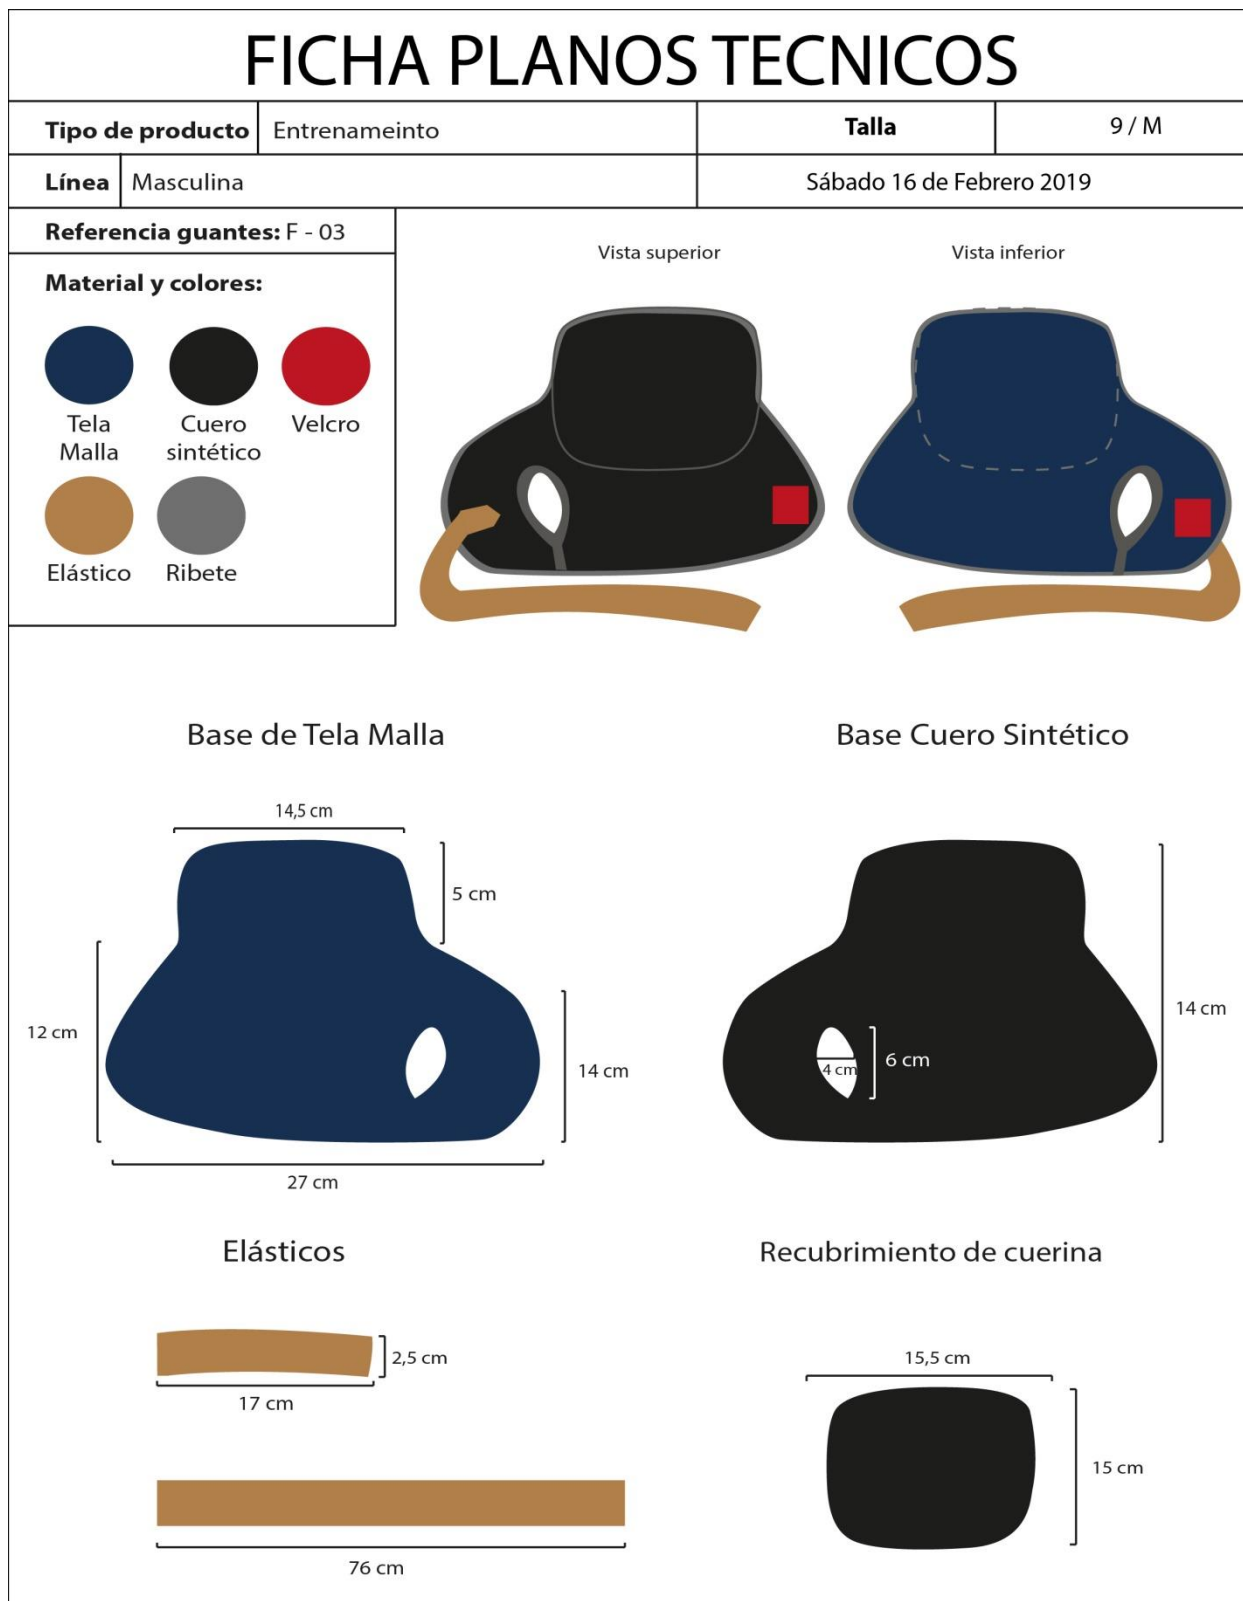 FICHA PLANOS TECNICOS
Tipo de producto Entrenameinto Talla 9 / M
Línea Masculina Sábado 16 de Febrero 2019
Referencia guantes: F - 03
Material y colores:
Tela
Malla
Cuero
sintético
Velcro
Elástico
Ribete
Vista superior
Vista inferior
Base de Tela Malla
14,5 cm
5 cm
12 cm
14 cm
27 cm
Base Cuero Sintético
14 cm
6 cm
4 cm
Elásticos
2,5 cm
17 cm
76 cm
Recubrimiento de cuerina
15,5 cm
15 cm